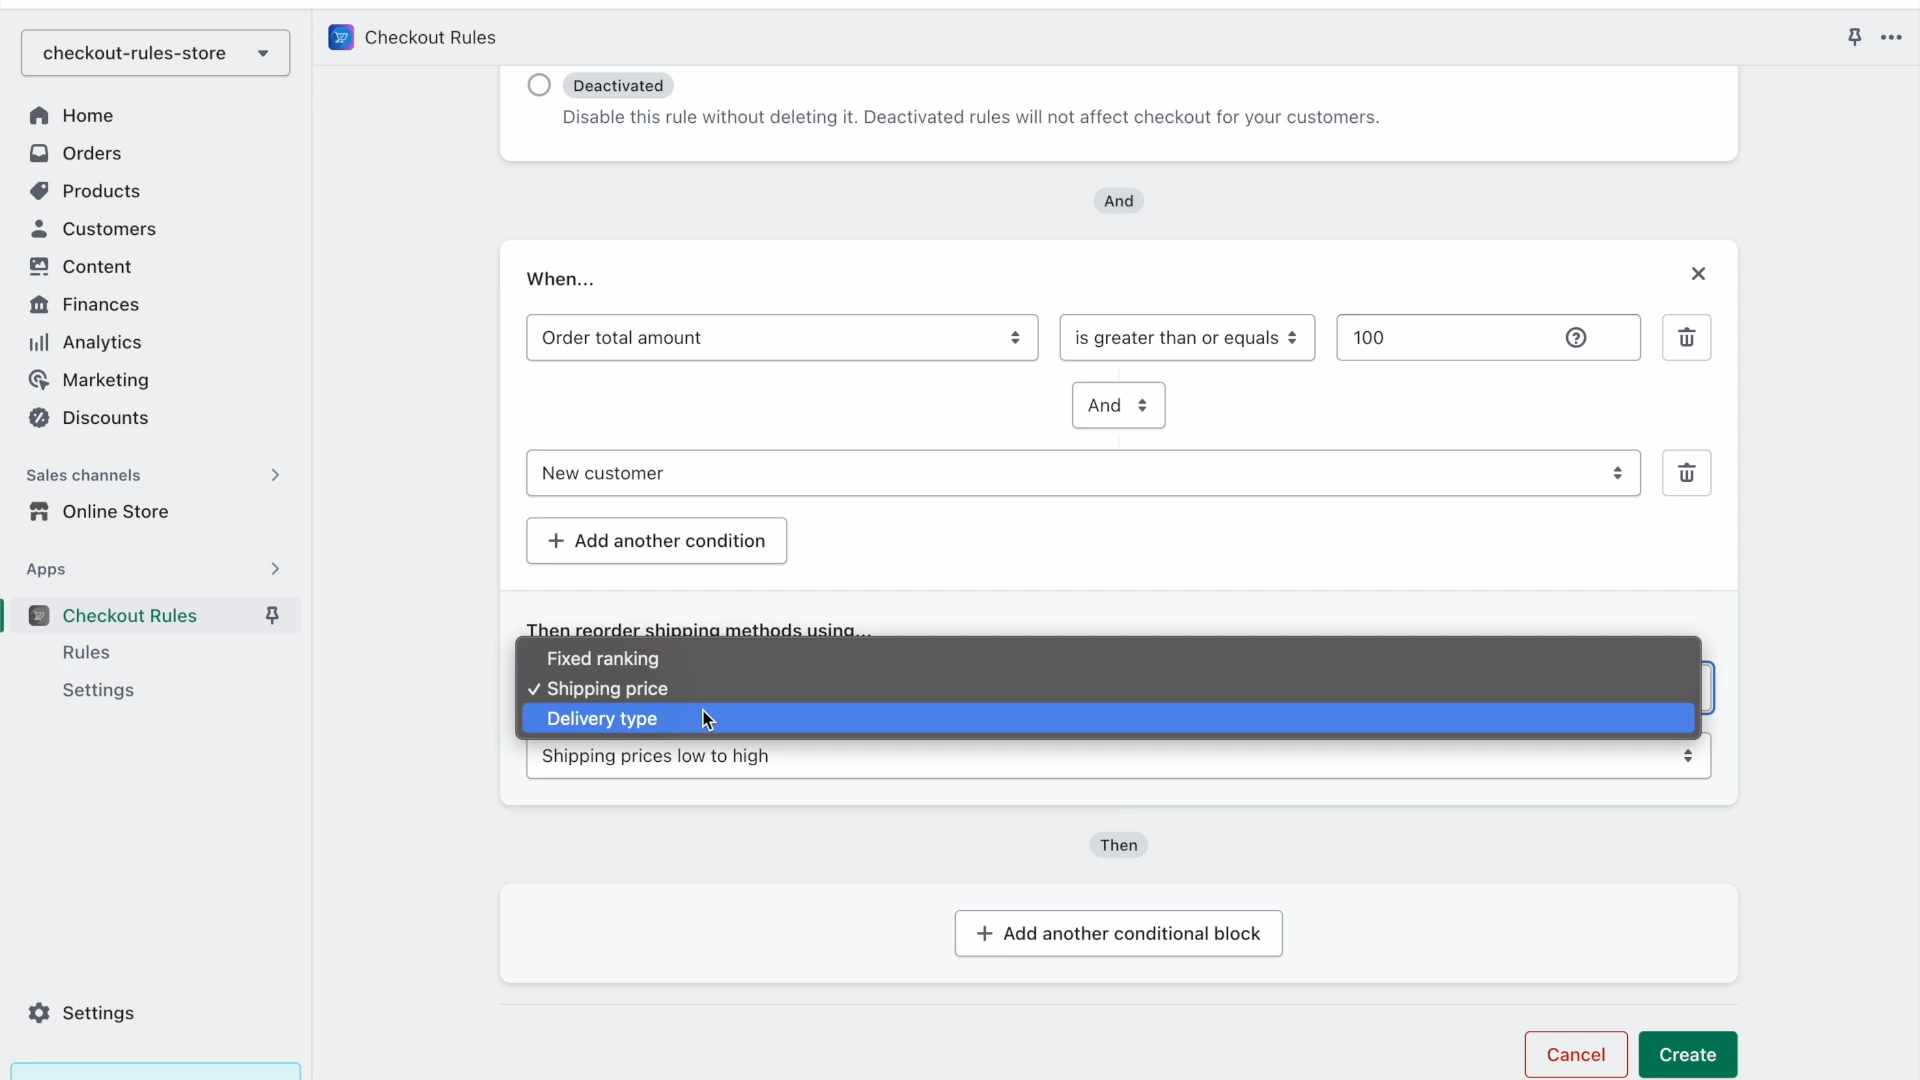 checkout-rules-store
Checkout Rules
Home
Orders
Products
Customers
Content
Finances
Analytics
Marketing
Discounts
Sales channels
Online Store
Apps
Checkout Rules
Rules
Settings
Settings
Deactivated
Disable this rule without deleting it. Deactivated rules will not affect checkout for your customers.
And
When...
Order total amount
is greater than or equals
100
And
New customer
Add another condition
Then reorder shipping methods using...
Fixed ranking
✓ Shipping price
Delivery type
Shipping prices low to high
Then
+ Add another conditional block
Cancel
Create